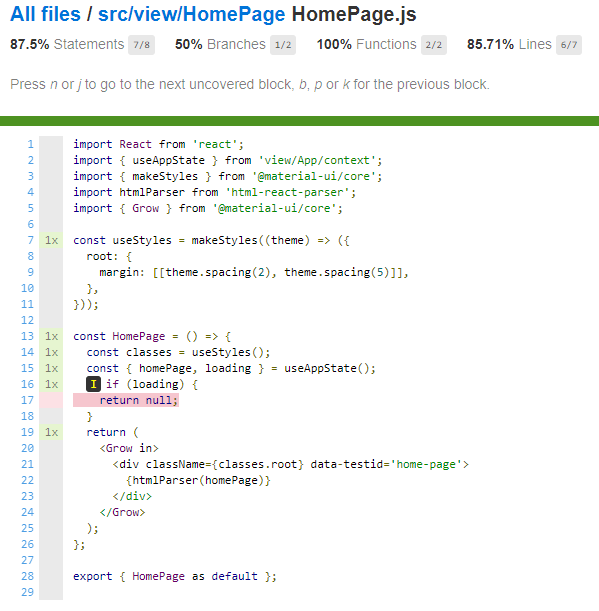 All files / src/view/HomePage HomePage.js
87.5% Statements 7/8 50% Branches 1/2 100% Functions 2/2 85.71% Lines 6/7
Press n or j to go to the next uncovered block, b, p or k for the previous block.
1 import React from 'react';
2 import { useAppState } from 'view/App/context';
3 import { makeStyles } from '@material-ui/core';
4 import htmlParser from 'html-react-parser';
5 import { Grow } from '@material-ui/core';
6
7 1x const useStyles = makeStyles((theme) => ({
8 root: {
9 margin: [[theme.spacing(2), theme.spacing(5)]],
10 },
11 }));
12
13 1x const HomePage = () => {
14 1x const classes = useStyles();
15 1x const { homePage, loading } = useAppState();
16 1x I if (loading) {
17 return null;
18 }
19 1x return (
20 <Grow in>
21 <div className={classes.root} data-testid='home-page'>
22 {htmlParser(homePage)}
23 </div>
24 </Grow>
25 );
26 };
27
28 export { HomePage as default };
29